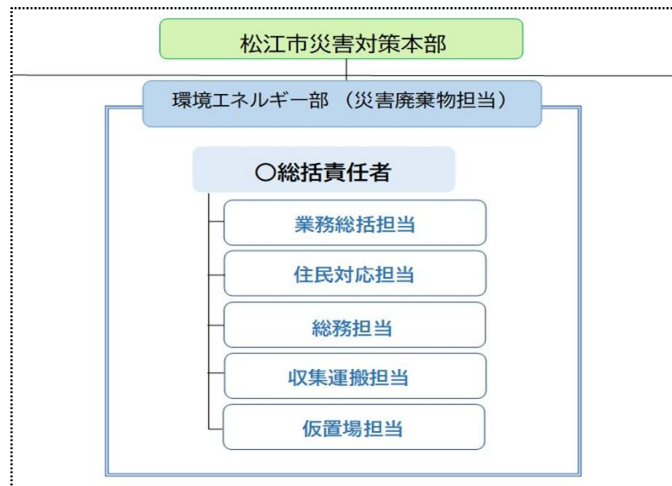 松江市災害対策本部
環境エネルギー部 （災害廃棄物担当）
〇総括責任者
業務総括担当
住民対応担当
総務担当
収集運搬担当
仮置場担当